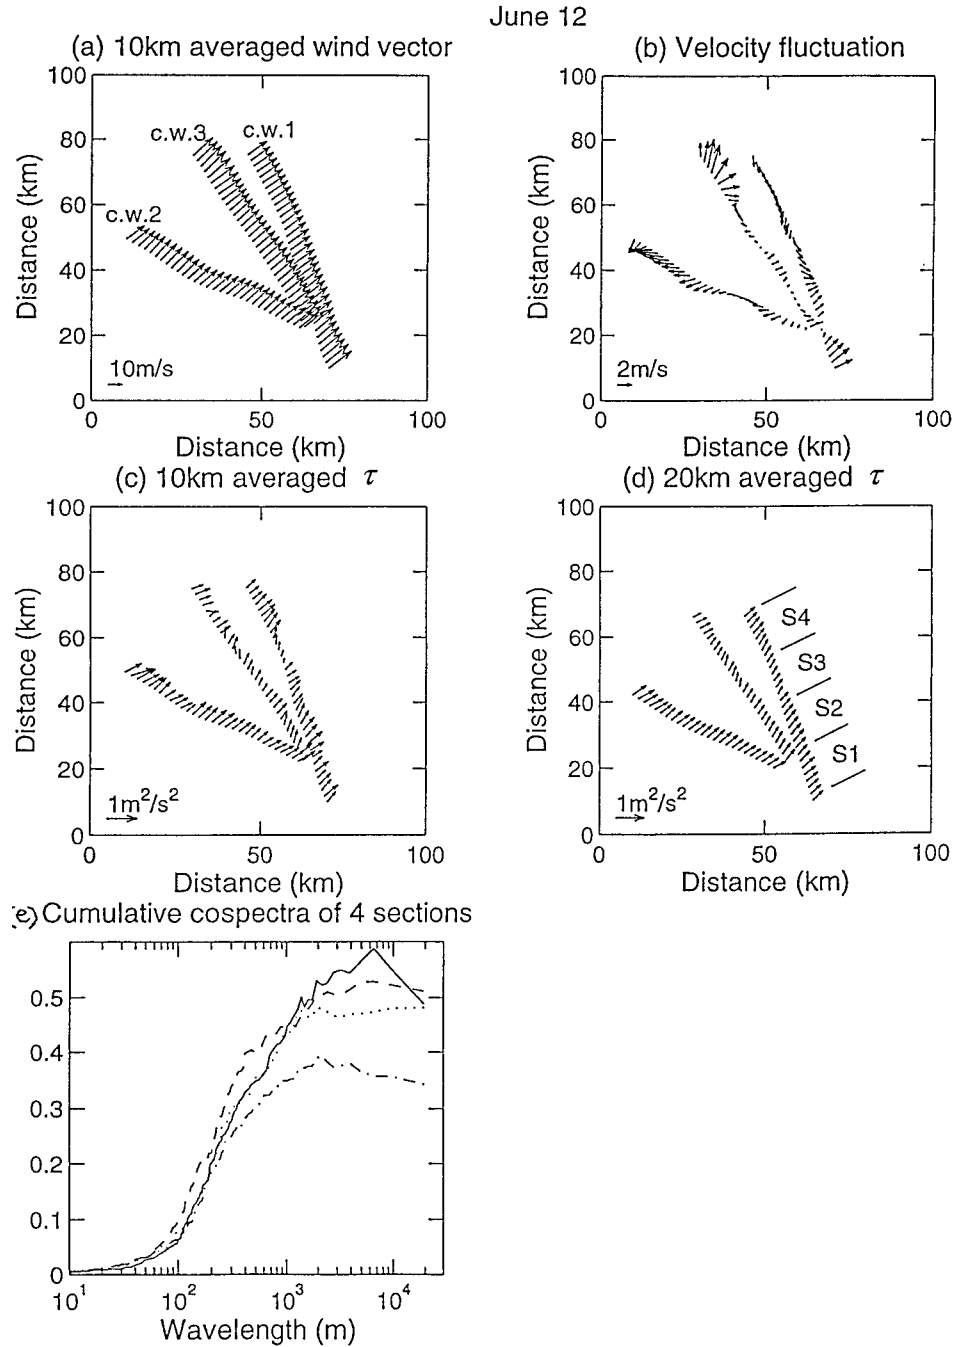 June 12
(a) 10km averaged wind vector
100
80
60
40
20
0
Distance (km)
c.w.3
c.w.1
c.w.2
10m/s
0
50
100
Distance (km)
(b) Velocity fluctuation
100
80
60
40
20
0
Distance (km)
2m/s
0
50
100
Distance (km)
(c) 10km averaged τ
100
80
60
40
20
0
Distance (km)
1m²/s²
0
50
100
Distance (km)
(d) 20km averaged τ
100
80
60
40
20
0
Distance (km)
S4
S3
S2
S1
1m²/s²
0
50
100
Distance (km)
(e) Cumulative cospectra of 4 sections
0.5
0.4
0.3
0.2
0.1
0
10¹
10²
10³
10⁴
Wavelength (m)